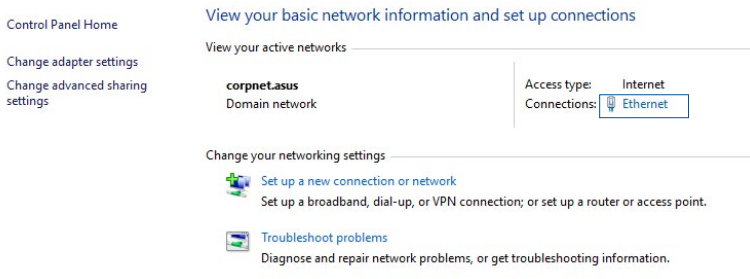 Control Panel Home
Change adapter settings
Change advanced sharing
settings
View your basic network information and set up connections
View your active networks
corpnet.asus
Domain network
Access type: Internet
Connections: Ethernet
Change your networking settings
Set up a new connection or network
Set up a broadband, dial-up, or VPN connection; or set up a router or access point.
Troubleshoot problems
Diagnose and repair network problems, or get troubleshooting information.